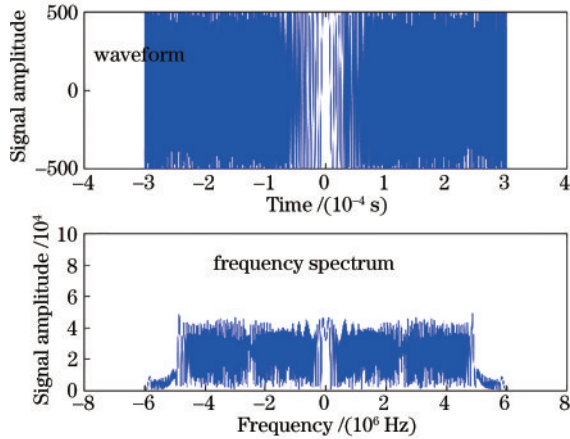 500
0
−500
Signal amplitude
waveform
−4 −3 −2 −1 0 1 2 3 4
Time /(10⁻⁴ s)
10
8
6
4
2
0
Signal amplitude /10⁴
frequency spectrum
−8 −6 −4 −2 0 2 4 6 8
Frequency /(10⁶ Hz)